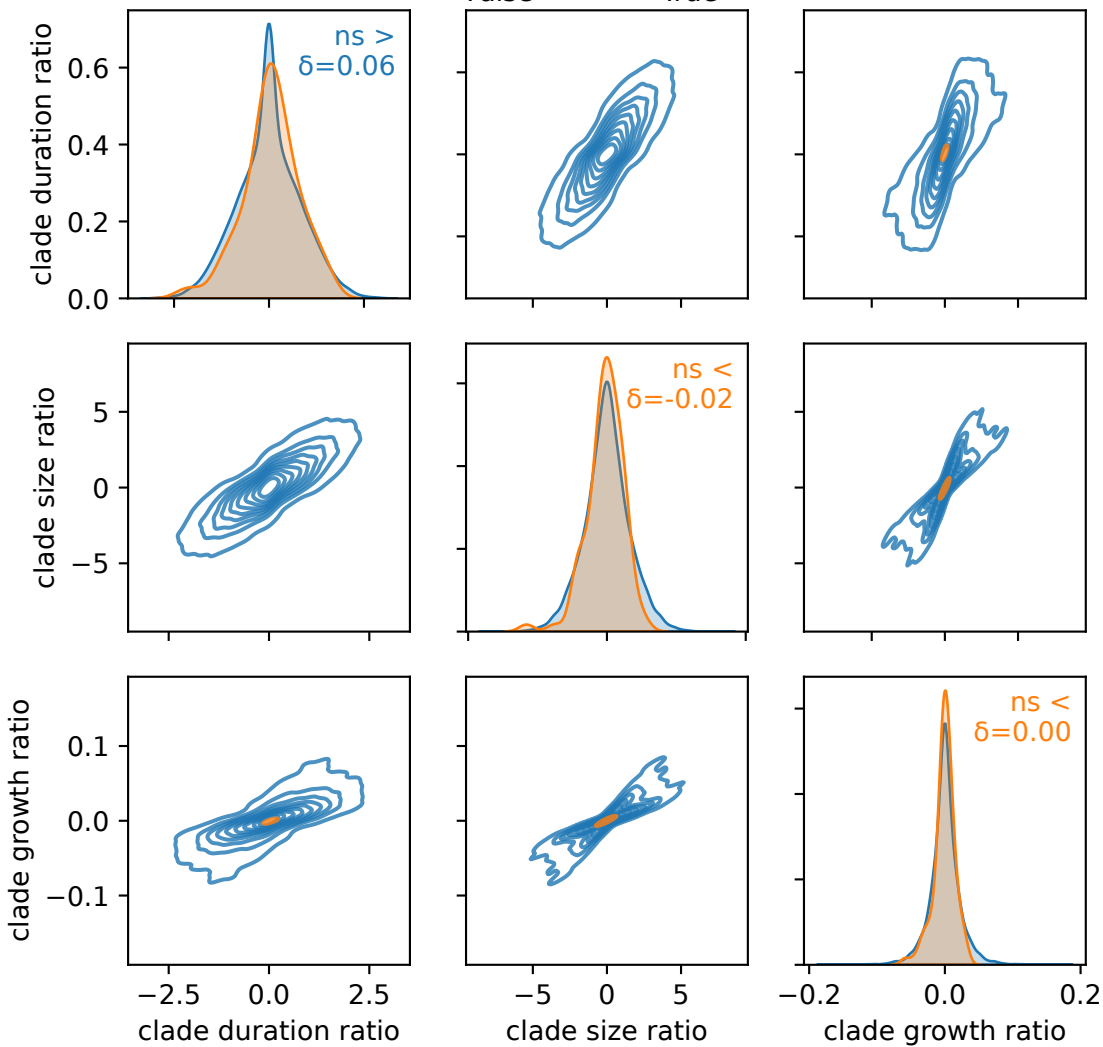 clade duration ratio
0.6
0.4
0.2
0.0
ns >
δ=0.06
clade size ratio
5
0
−5
ns <
δ=-0.02
clade growth ratio
0.1
0.0
−0.1
ns <
δ=0.00
−2.5 0.0 2.5
−5 0 5
−0.2 0.0 0.2
clade duration ratio
clade size ratio
clade growth ratio